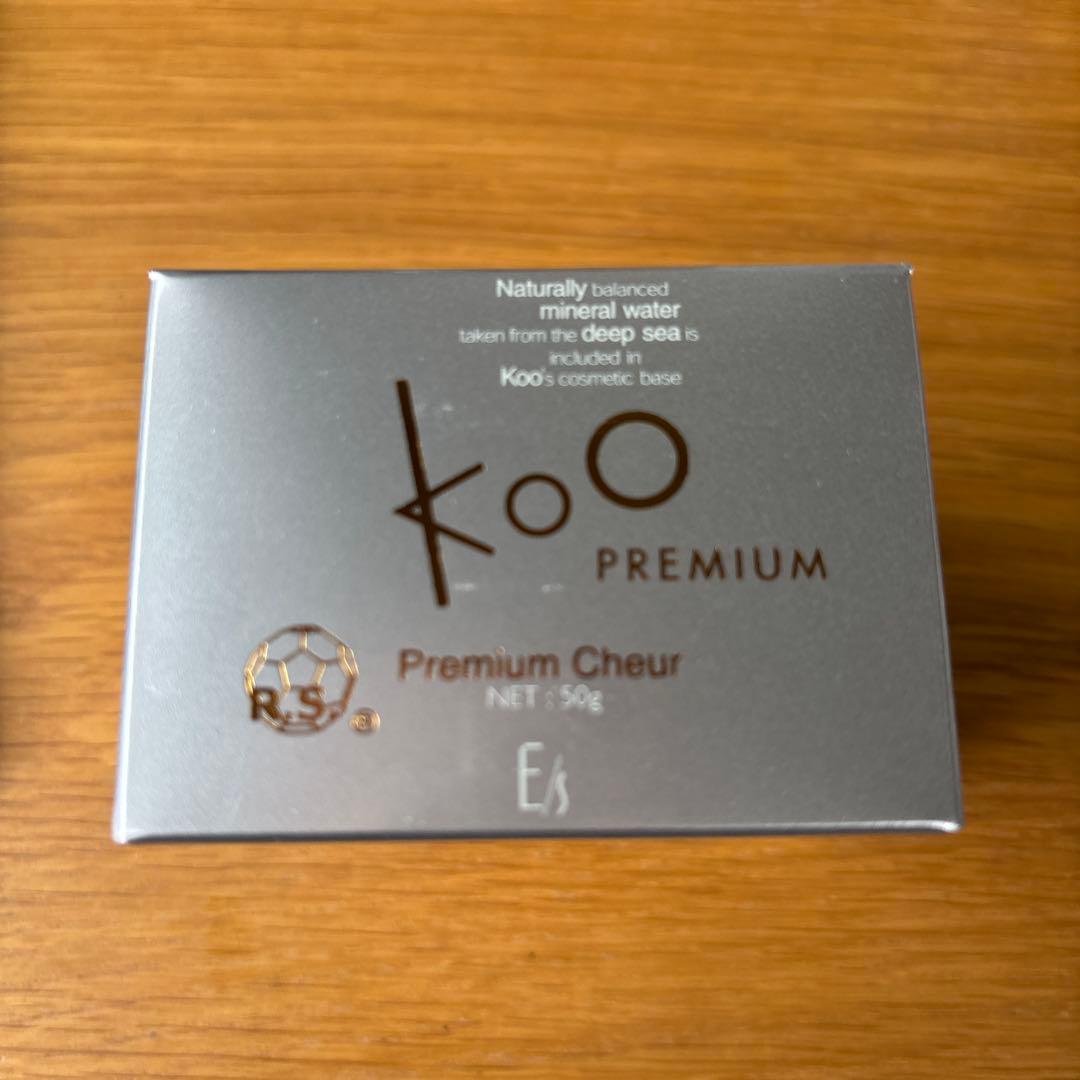 Naturally balanced
mineral water
taken from the deep sea is
included in
Koo's cosmetic base
Koo
PREMIUM
R.S.®
Premium Cheur
NET : 50g
E/s